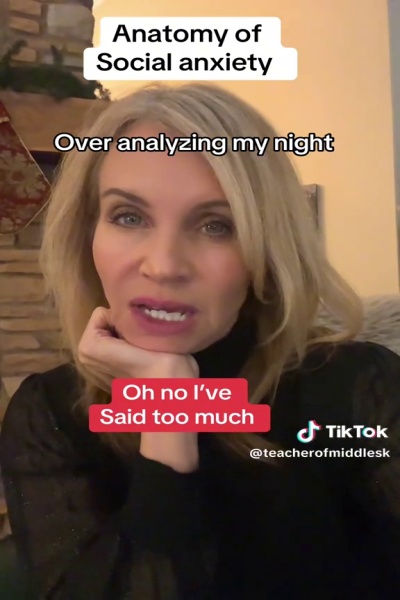 Anatomy of
Social anxiety
Over analyzing my night
Oh no I've
Said too much
TikTok
@teacherofmiddlesk